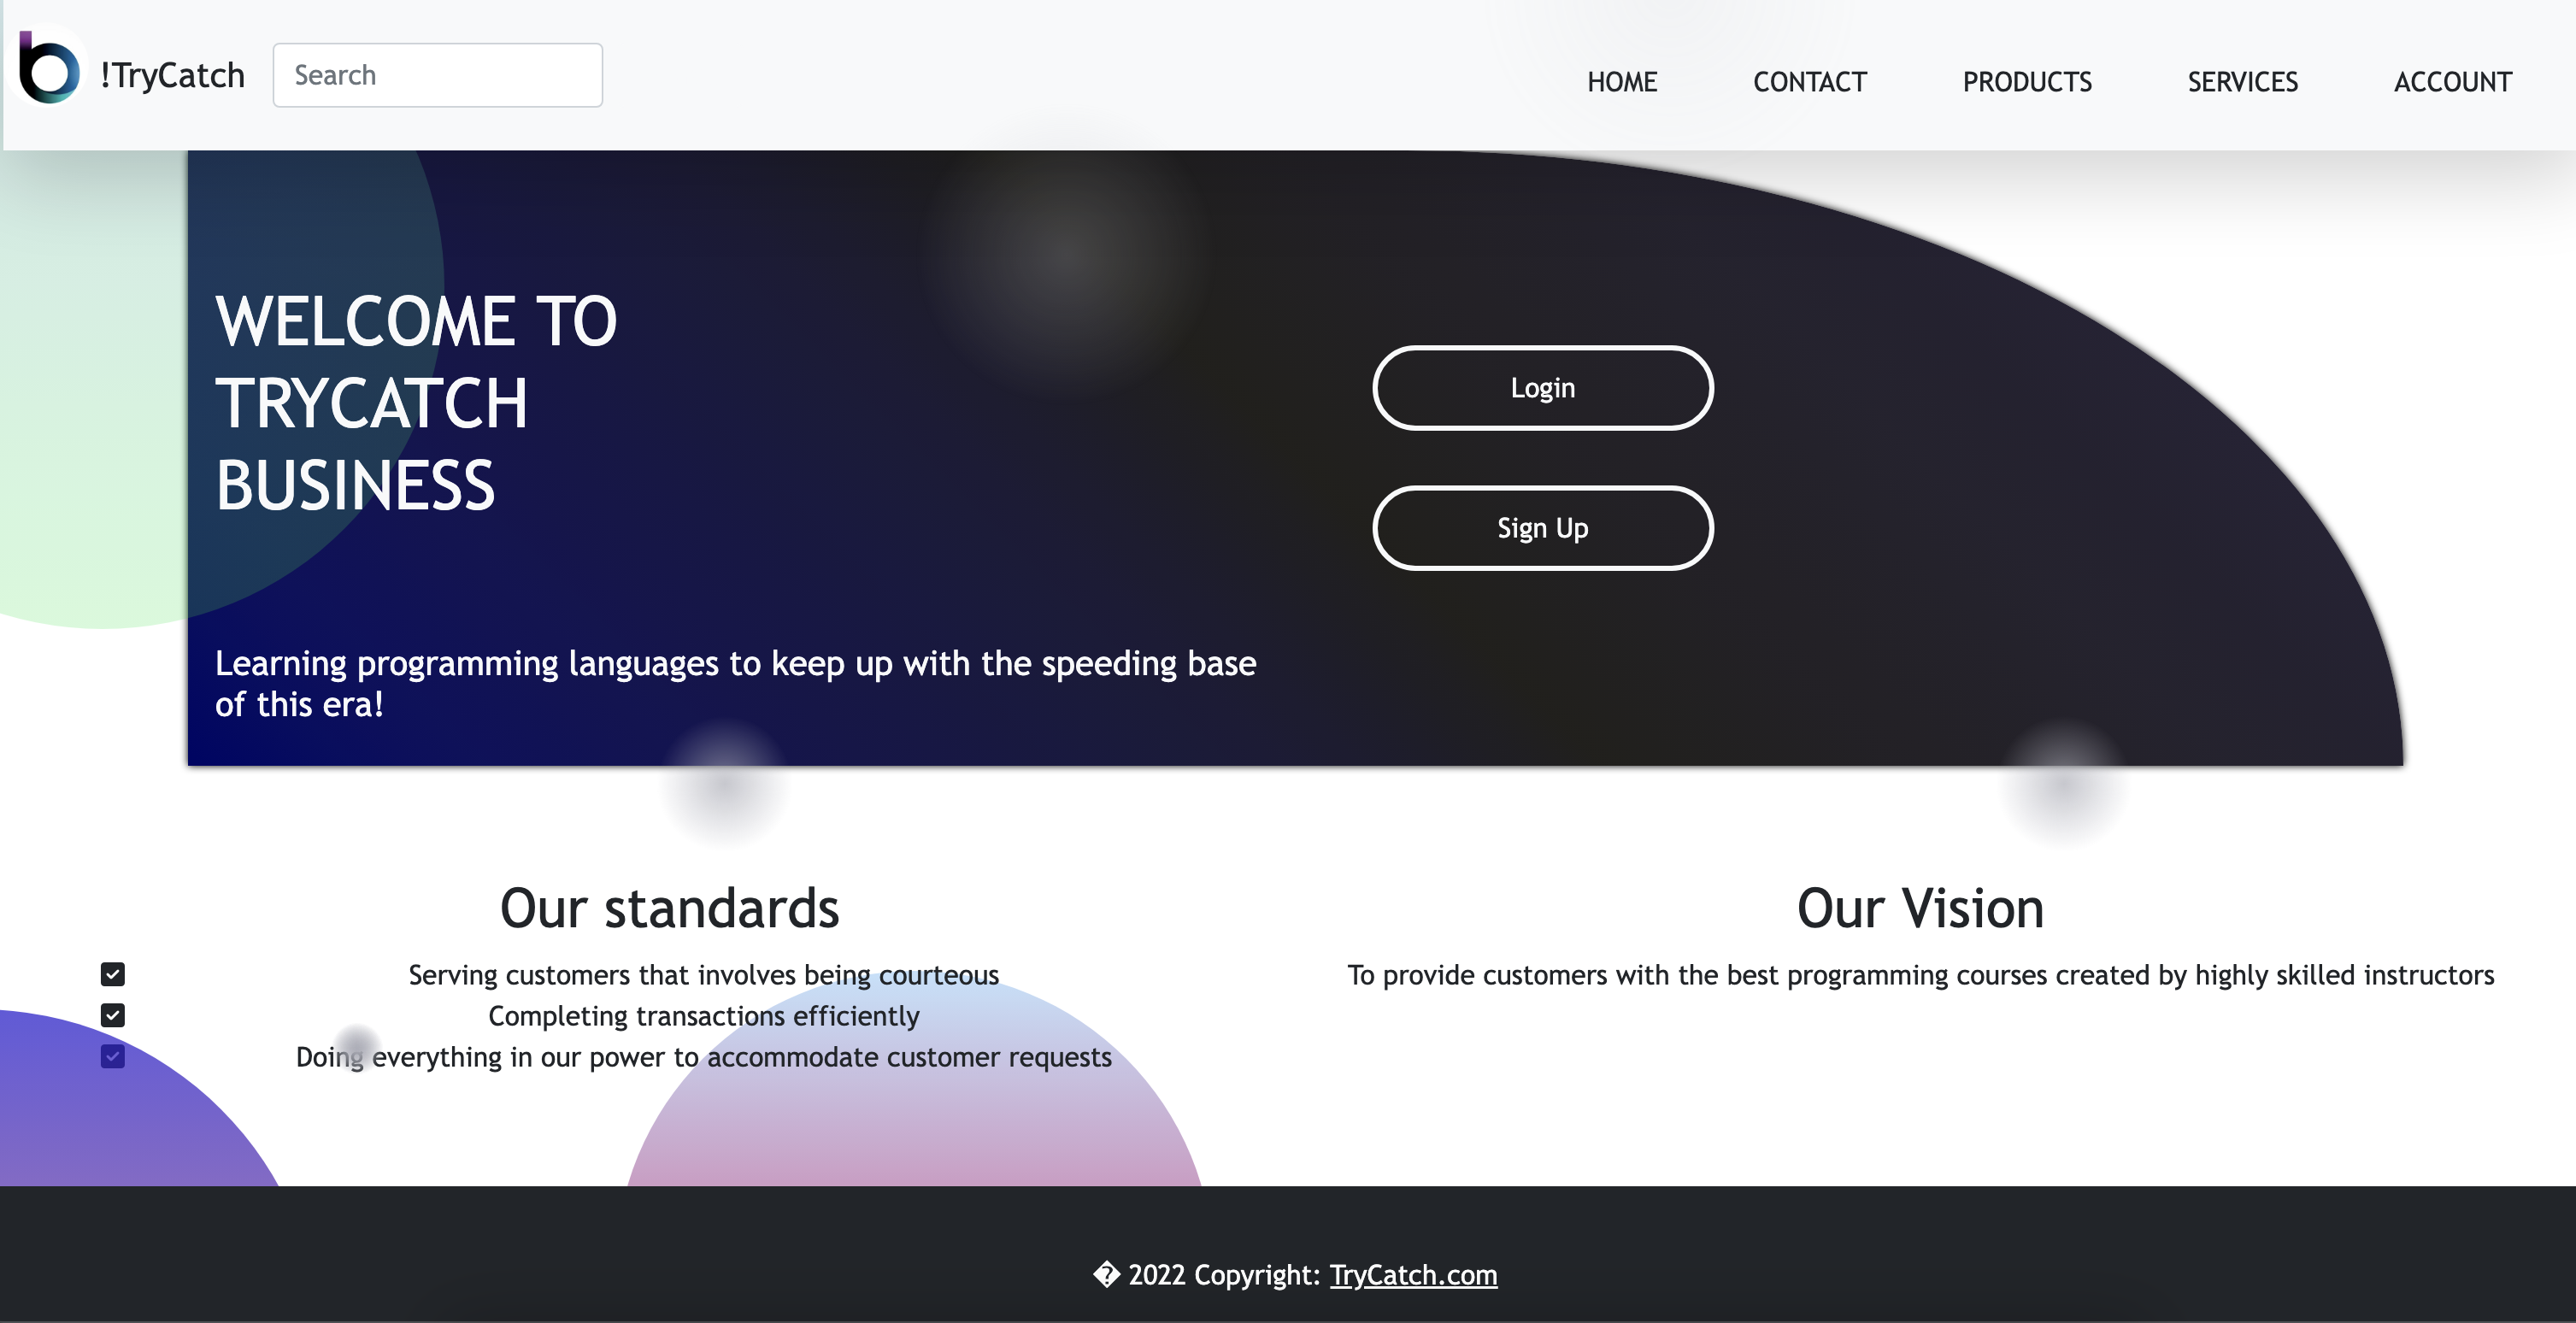 !TryCatch
Search
HOME CONTACT PRODUCTS SERVICES ACCOUNT
WELCOME TO
TRYCATCH
BUSINESS
Login
Sign Up
Learning programming languages to keep up with the speeding base
of this era!
Our standards
Serving customers that involves being courteous
Completing transactions efficiently
Doing everything in our power to accommodate customer requests
Our Vision
To provide customers with the best programming courses created by highly skilled instructors
� 2022 Copyright: TryCatch.com